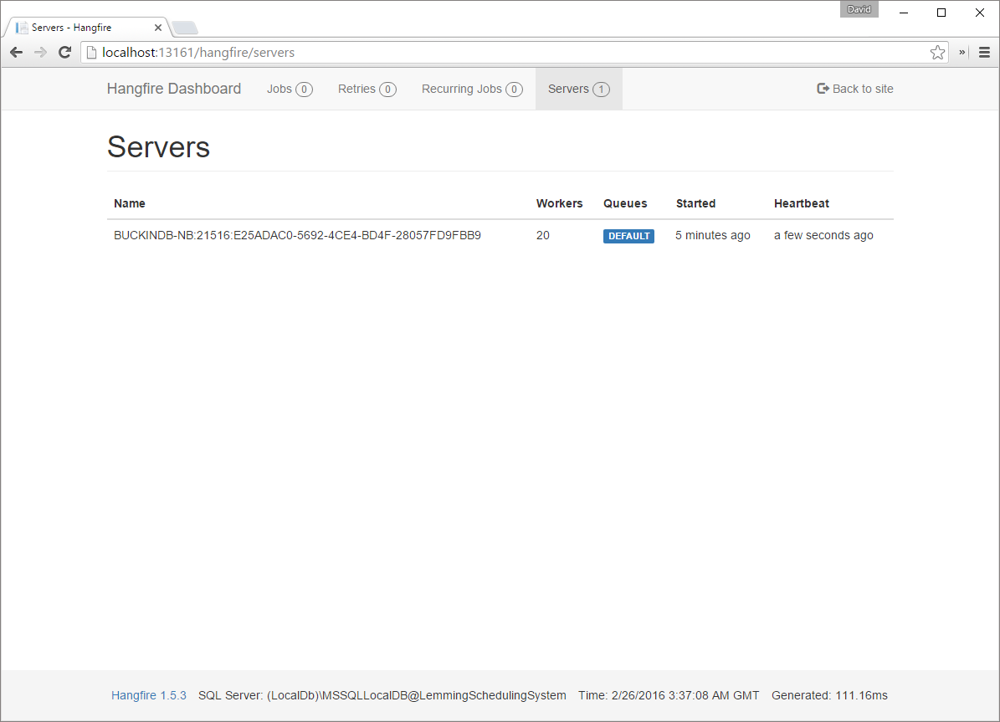 David
Servers - Hangfire
localhost:13161/hangfire/servers
Hangfire Dashboard Jobs 0 Retries 0 Recurring Jobs 0 Servers 1 Back to site
Servers
Name Workers Queues Started Heartbeat
BUCKINDB-NB:21516:E25ADAC0-5692-4CE4-BD4F-28057FD9FBB9 20 DEFAULT 5 minutes ago a few seconds ago
Hangfire 1.5.3 SQL Server: (LocalDb)\MSSQLLocalDB@LemmingSchedulingSystem Time: 2/26/2016 3:37:08 AM GMT Generated: 111.16ms